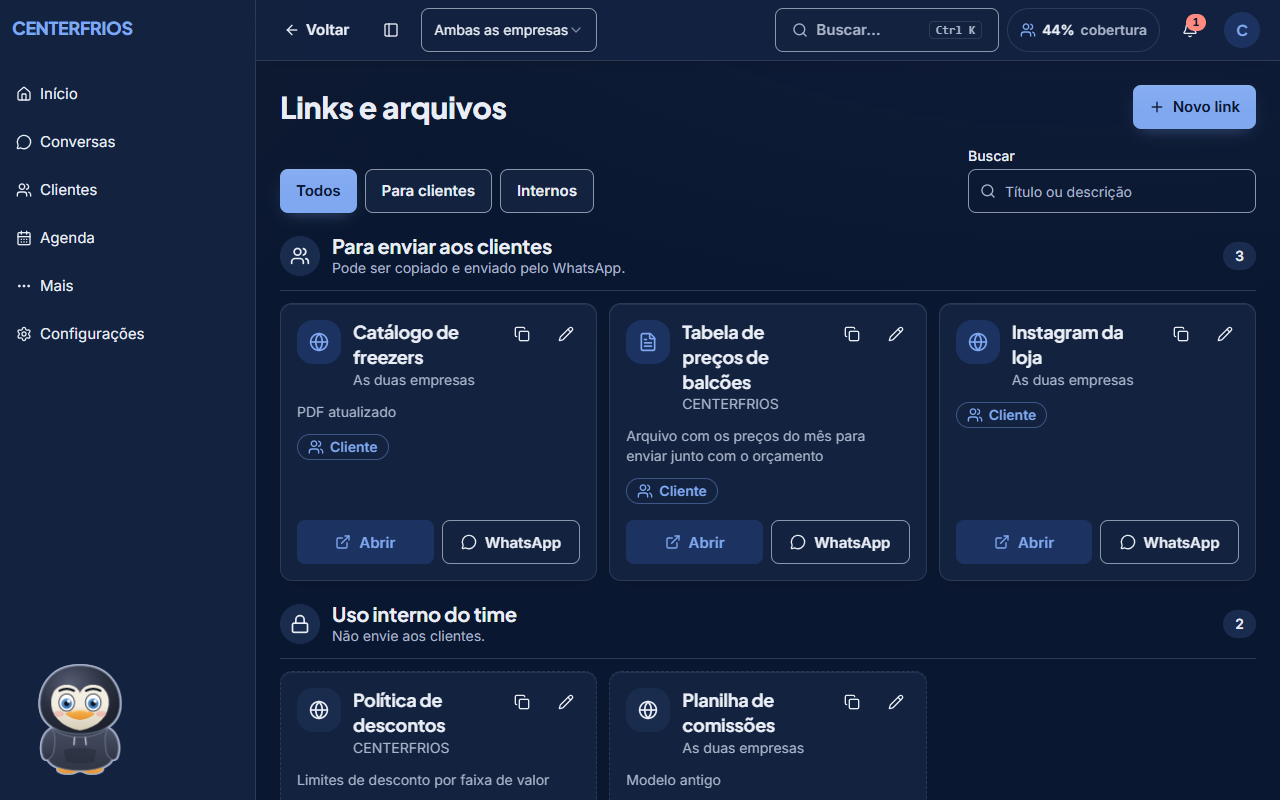 CENTERFRIOS
Voltar
Ambas as empresas
Buscar...
Ctrl K
44% cobertura
1
C
Início
Conversas
Clientes
Agenda
Mais
Configurações
Links e arquivos
Novo link
Todos
Para clientes
Internos
Buscar
Título ou descrição
Para enviar aos clientes
Pode ser copiado e enviado pelo WhatsApp.
3
Catálogo de
freezers
As duas empresas
PDF atualizado
Cliente
Abrir
WhatsApp
Tabela de
preços de
balcões
CENTERFRIOS
Arquivo com os preços do mês para
enviar junto com o orçamento
Cliente
Abrir
WhatsApp
Instagram da
loja
As duas empresas
Cliente
Abrir
WhatsApp
Uso interno do time
Não envie aos clientes.
2
Política de
descontos
CENTERFRIOS
Limites de desconto por faixa de valor
Planilha de
comissões
As duas empresas
Modelo antigo